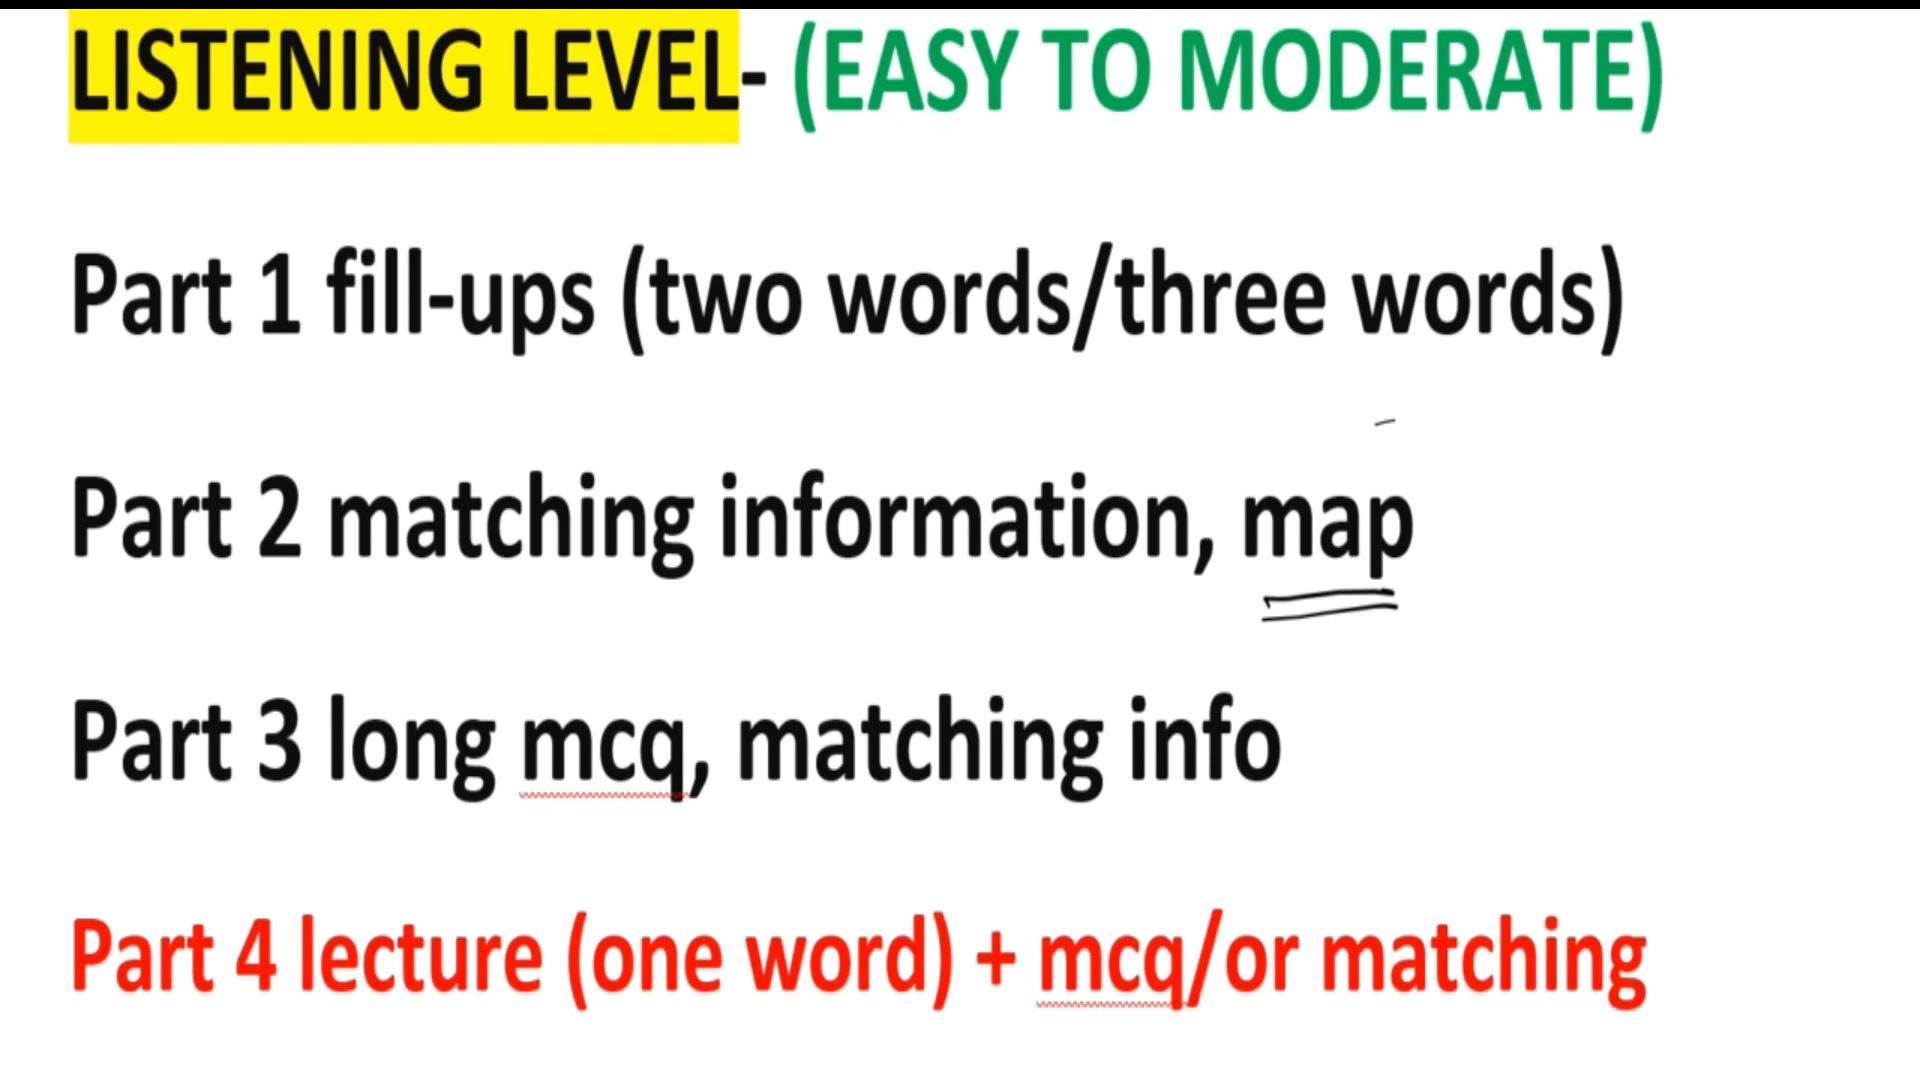 LISTENING LEVEL- (EASY TO MODERATE)
Part 1 fill-ups (two words/three words)
Part 2 matching information, map
Part 3 long mcq, matching info
Part 4 lecture (one word) + mcq/or matching